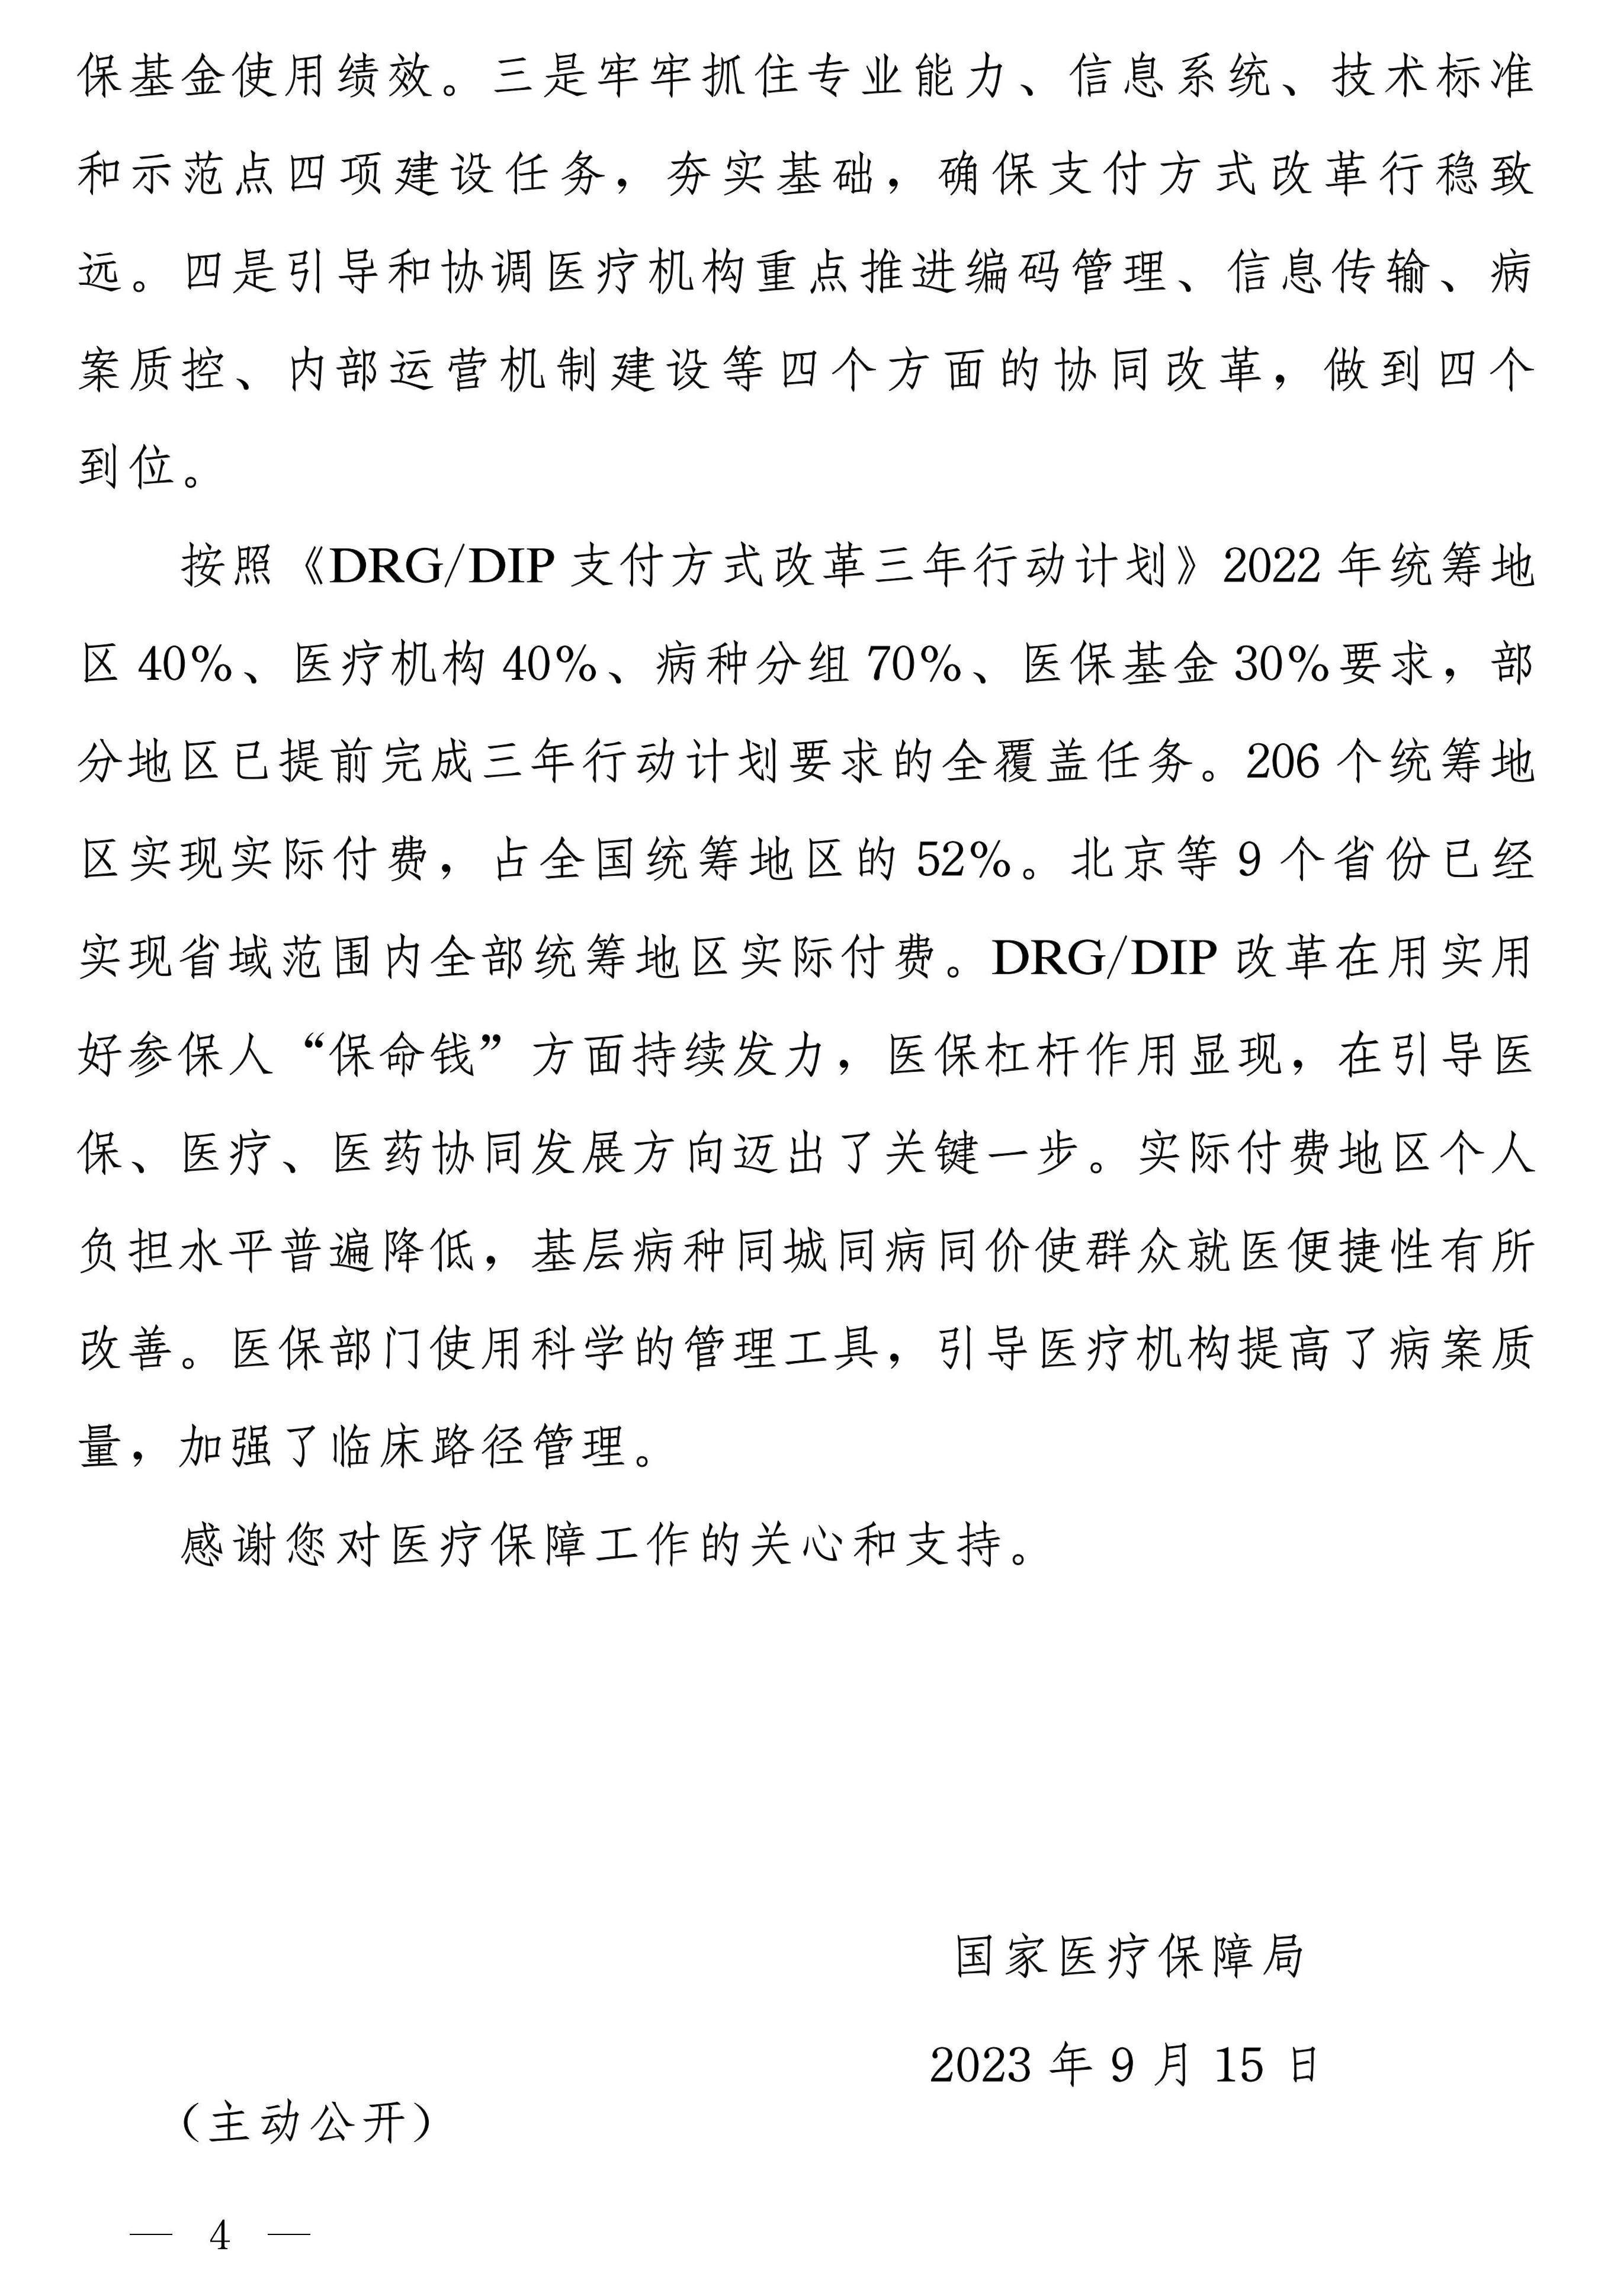 保基金使用绩效。三是牢牢抓住专业能力、信息系统、技术标准
和示范点四项建设任务，夯实基础，确保支付方式改革行稳致
远。四是引导和协调医疗机构重点推进编码管理、信息传输、病
案质控、内部运营机制建设等四个方面的协同改革，做到四个
到位。
按照《DRG/DIP 支付方式改革三年行动计划》2022 年统筹地
区 40%、医疗机构 40%、病种分组 70%、医保基金 30%要求，部
分地区已提前完成三年行动计划要求的全覆盖任务。206 个统筹地
区实现实际付费，占全国统筹地区的 52%。北京等 9 个省份已经
实现省域范围内全部统筹地区实际付费。DRG/DIP 改革在用实用
好参保人“保命钱”方面持续发力，医保杠杆作用显现，在引导医
保、医疗、医药协同发展方向迈出了关键一步。实际付费地区个人
负担水平普遍降低，基层病种同城同病同价使群众就医便捷性有所
改善。医保部门使用科学的管理工具，引导医疗机构提高了病案质
量，加强了临床路径管理。
感谢您对医疗保障工作的关心和支持。
国家医疗保障局
2023 年 9 月 15 日
（主动公开）
— 4 —